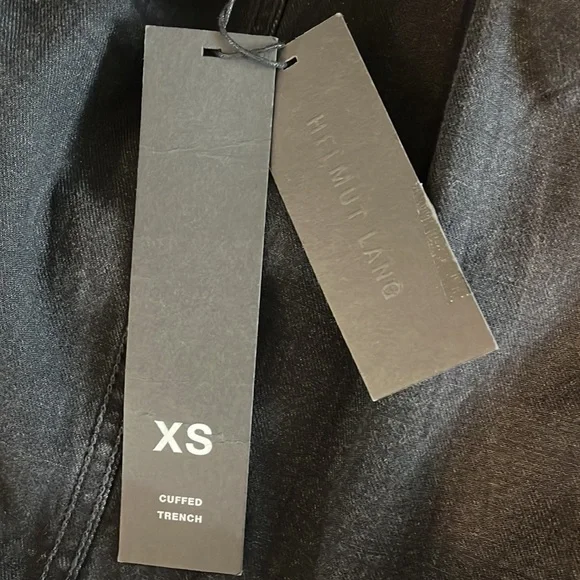 HELMUT LANG
XS
CUFFED
TRENCH